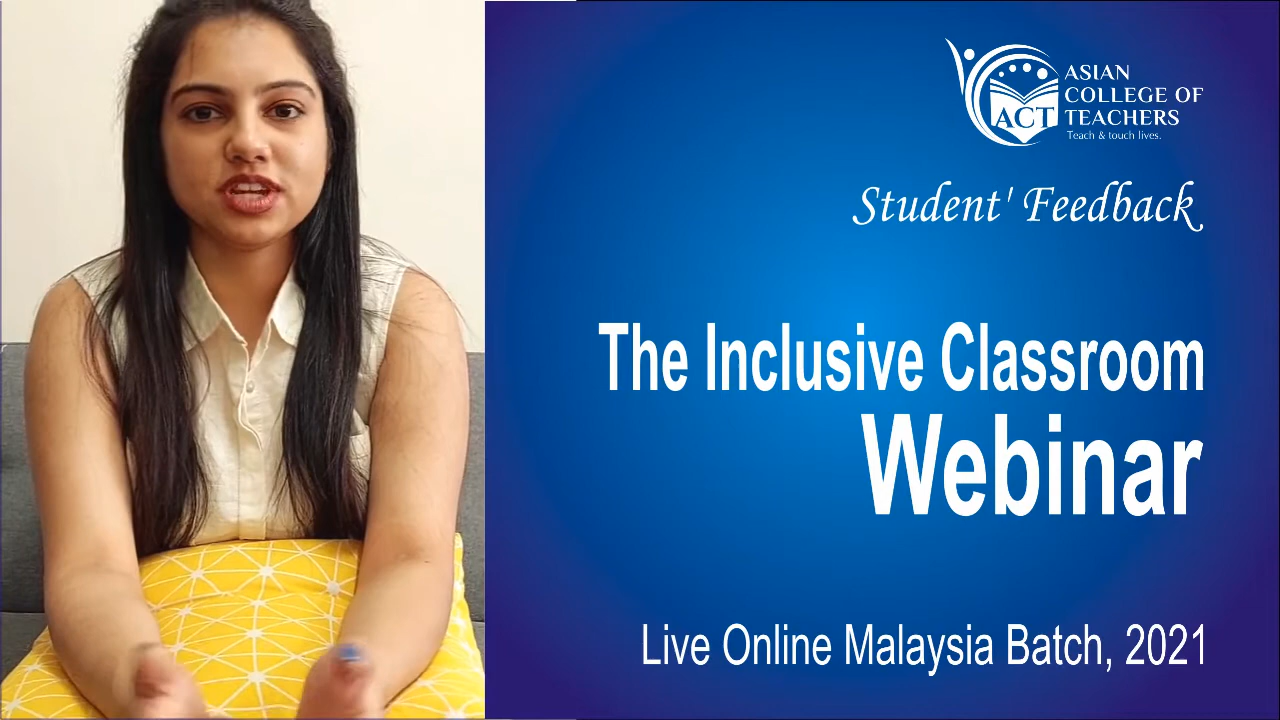 ACT
ASIAN
COLLEGE OF
TEACHERS
Teach & touch lives.
Student' Feedback
The Inclusive Classroom
Webinar
Live Online Malaysia Batch, 2021